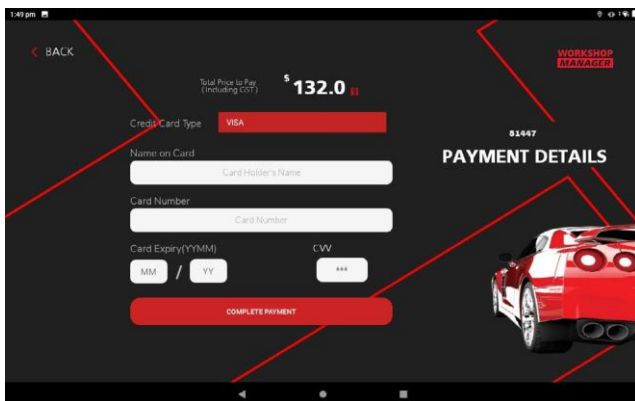 1:49 pm
BACK
WORKSHOP
MANAGER
Total Price to Pay
(Including GST)
$ 132.0
Credit Card Type
VISA
81447
PAYMENT DETAILS
Name on Card
Card Holder's Name
Card Number
Card Number
Card Expiry(YYMM)
CVV
MM / YY
***
COMPLETE PAYMENT